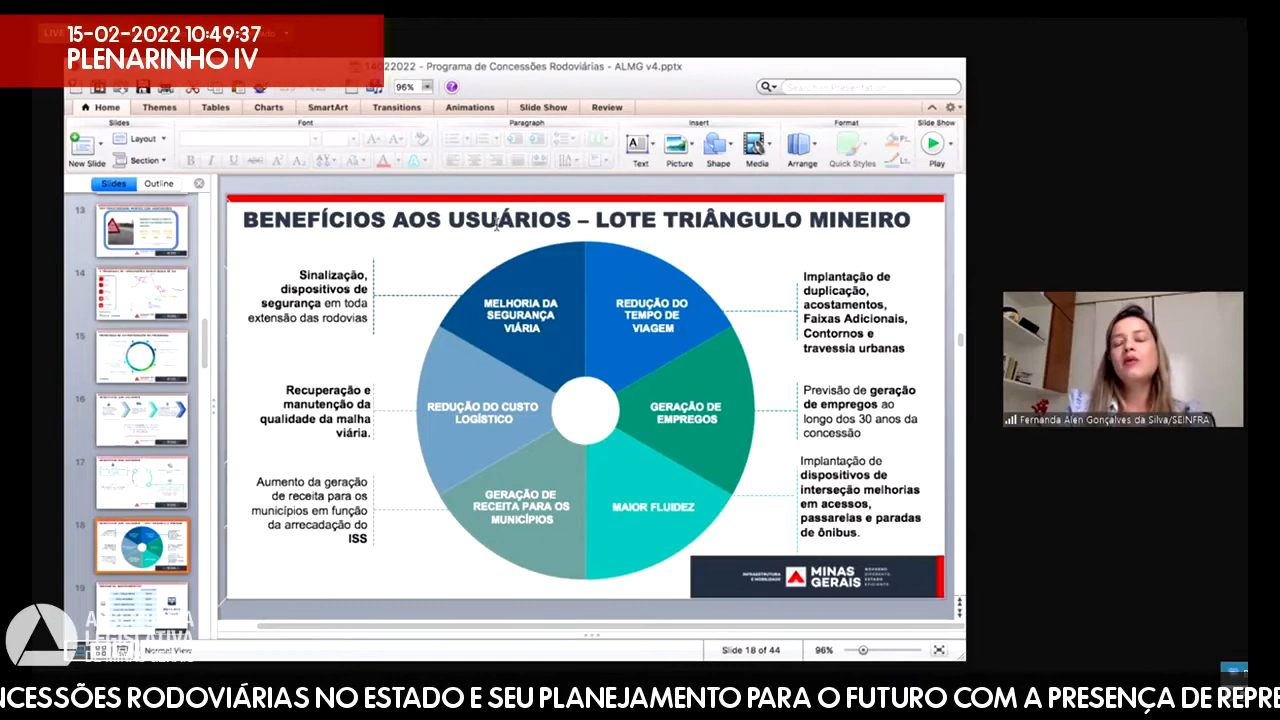 15-02-2022 10:49:37
PLENARINHO IV
2022 - Programa de Concessões Rodoviárias - ALMG v4.pptx
96%
Search in Presentation
Home Themes Tables Charts SmartArt Transitions Animations Slide Show Review
Slides Font Paragraph Insert Format Slide Show
New Slide Layout Section Text Picture Shape Media Arrange Quick Styles Play
Slides Outline
13
14
15
16
17
18
19
BENEFÍCIOS AOS USUÁRIOS – LOTE TRIÂNGULO MINEIRO
Sinalização,
dispositivos de
segurança em toda
extensão das rodovias
MELHORIA DA
SEGURANÇA
VIÁRIA
REDUÇÃO DO
TEMPO DE
VIAGEM
Implantação de
duplicação,
acostamentos,
Faixas Adicionais,
Contornos e
travessia urbanas
Recuperação e
manutenção da
qualidade da malha
viária.
REDUÇÃO DO CUSTO
LOGÍSTICO
GERAÇÃO DE
EMPREGOS
Previsão de geração
de empregos ao
longo dos 30 anos da
concessão
Aumento da geração
de receita para os
municípios em função
da arrecadação do
ISS
GERAÇÃO DE
RECEITA PARA OS
MUNICÍPIOS
MAIOR FLUIDEZ
Implantação de
dispositivos de
interseção melhorias
em acessos,
passarelas e paradas
de ônibus.
INFRAESTRUTURA
E MOBILIDADE
MINAS
GERAIS
GOVERNO
DIFERENTE
ESTADO
EFICIENTE
Fernanda Alen Gonçalves da Silva/SEINFRA
Normal View
Slide 18 of 44
96%
NCESSÕES RODOVIÁRIAS NO ESTADO E SEU PLANEJAMENTO PARA O FUTURO COM A PRESENÇA DE REPRE